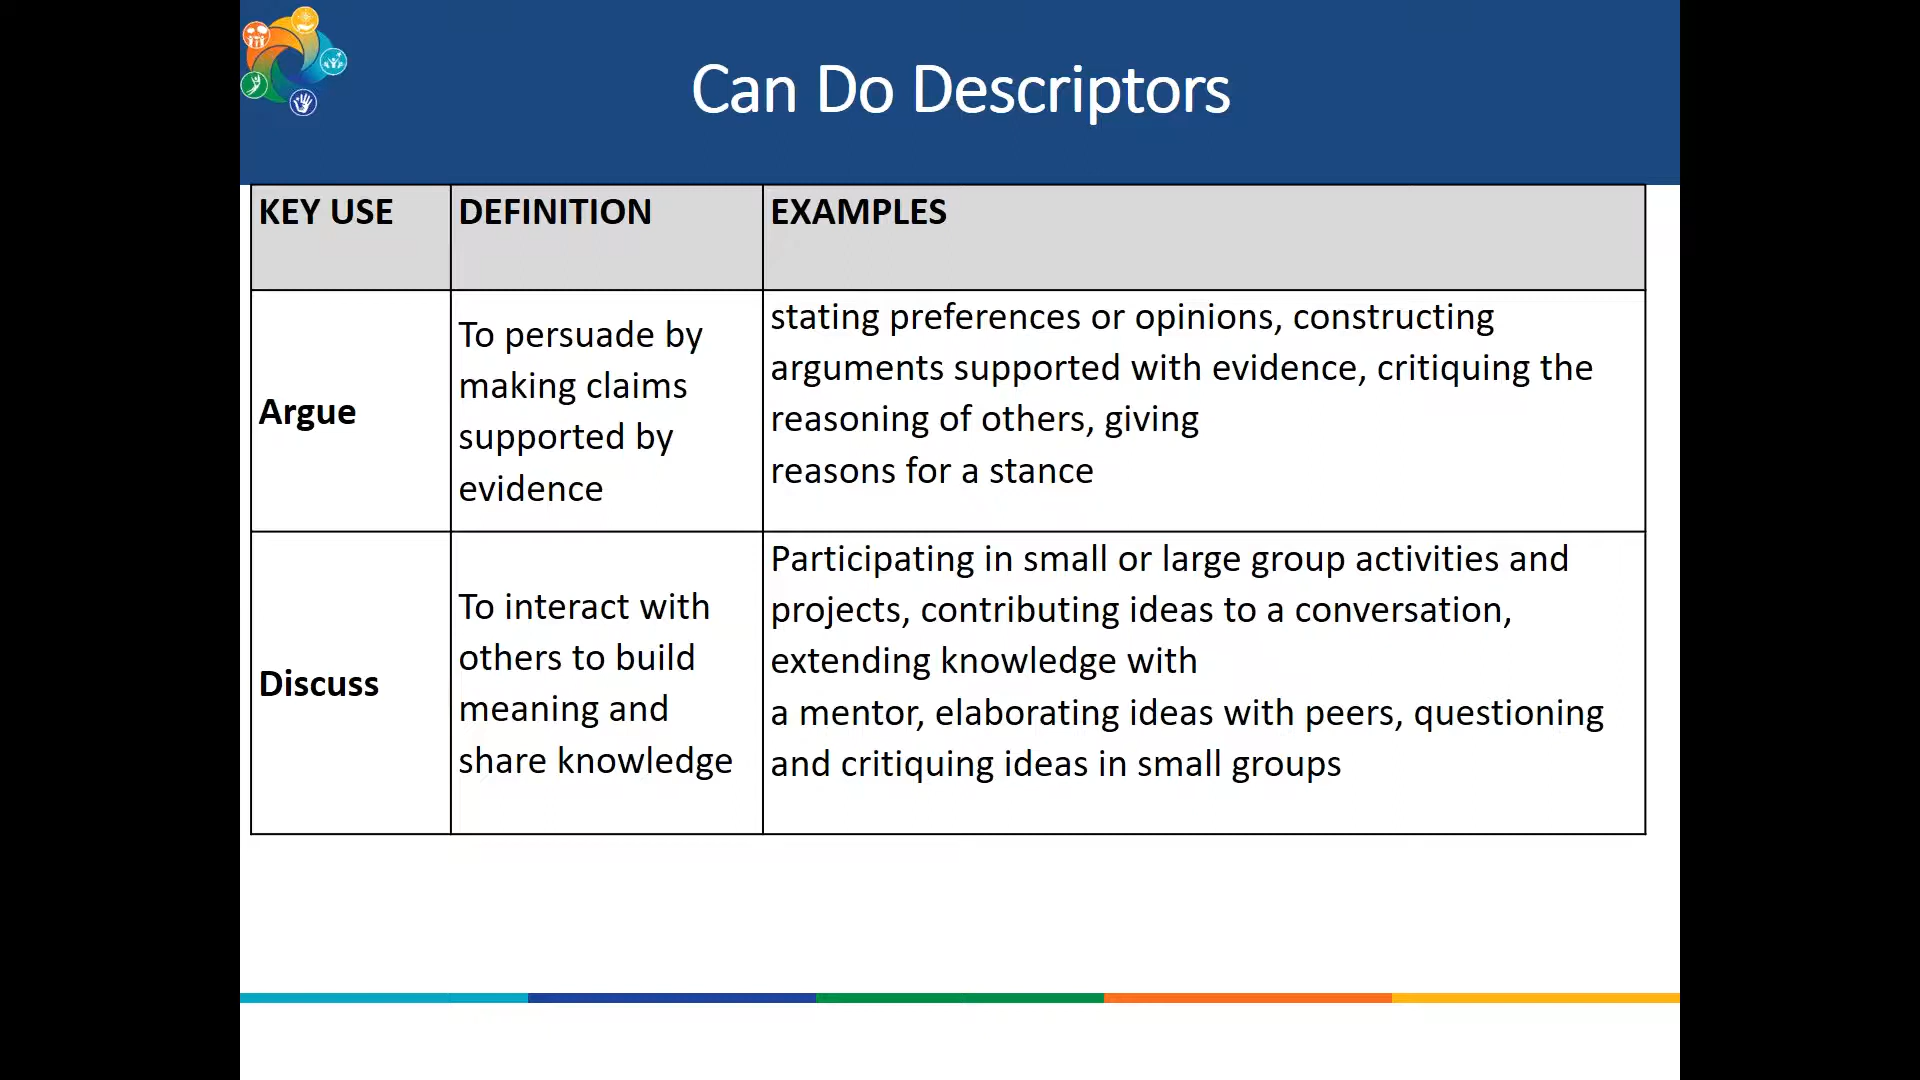 Can Do Descriptors
KEY USE
DEFINITION
EXAMPLES
Argue
To persuade by
making claims
supported by
evidence
stating preferences or opinions, constructing
arguments supported with evidence, critiquing the
reasoning of others, giving
reasons for a stance
Discuss
To interact with
others to build
meaning and
share knowledge
Participating in small or large group activities and
projects, contributing ideas to a conversation,
extending knowledge with
a mentor, elaborating ideas with peers, questioning
and critiquing ideas in small groups